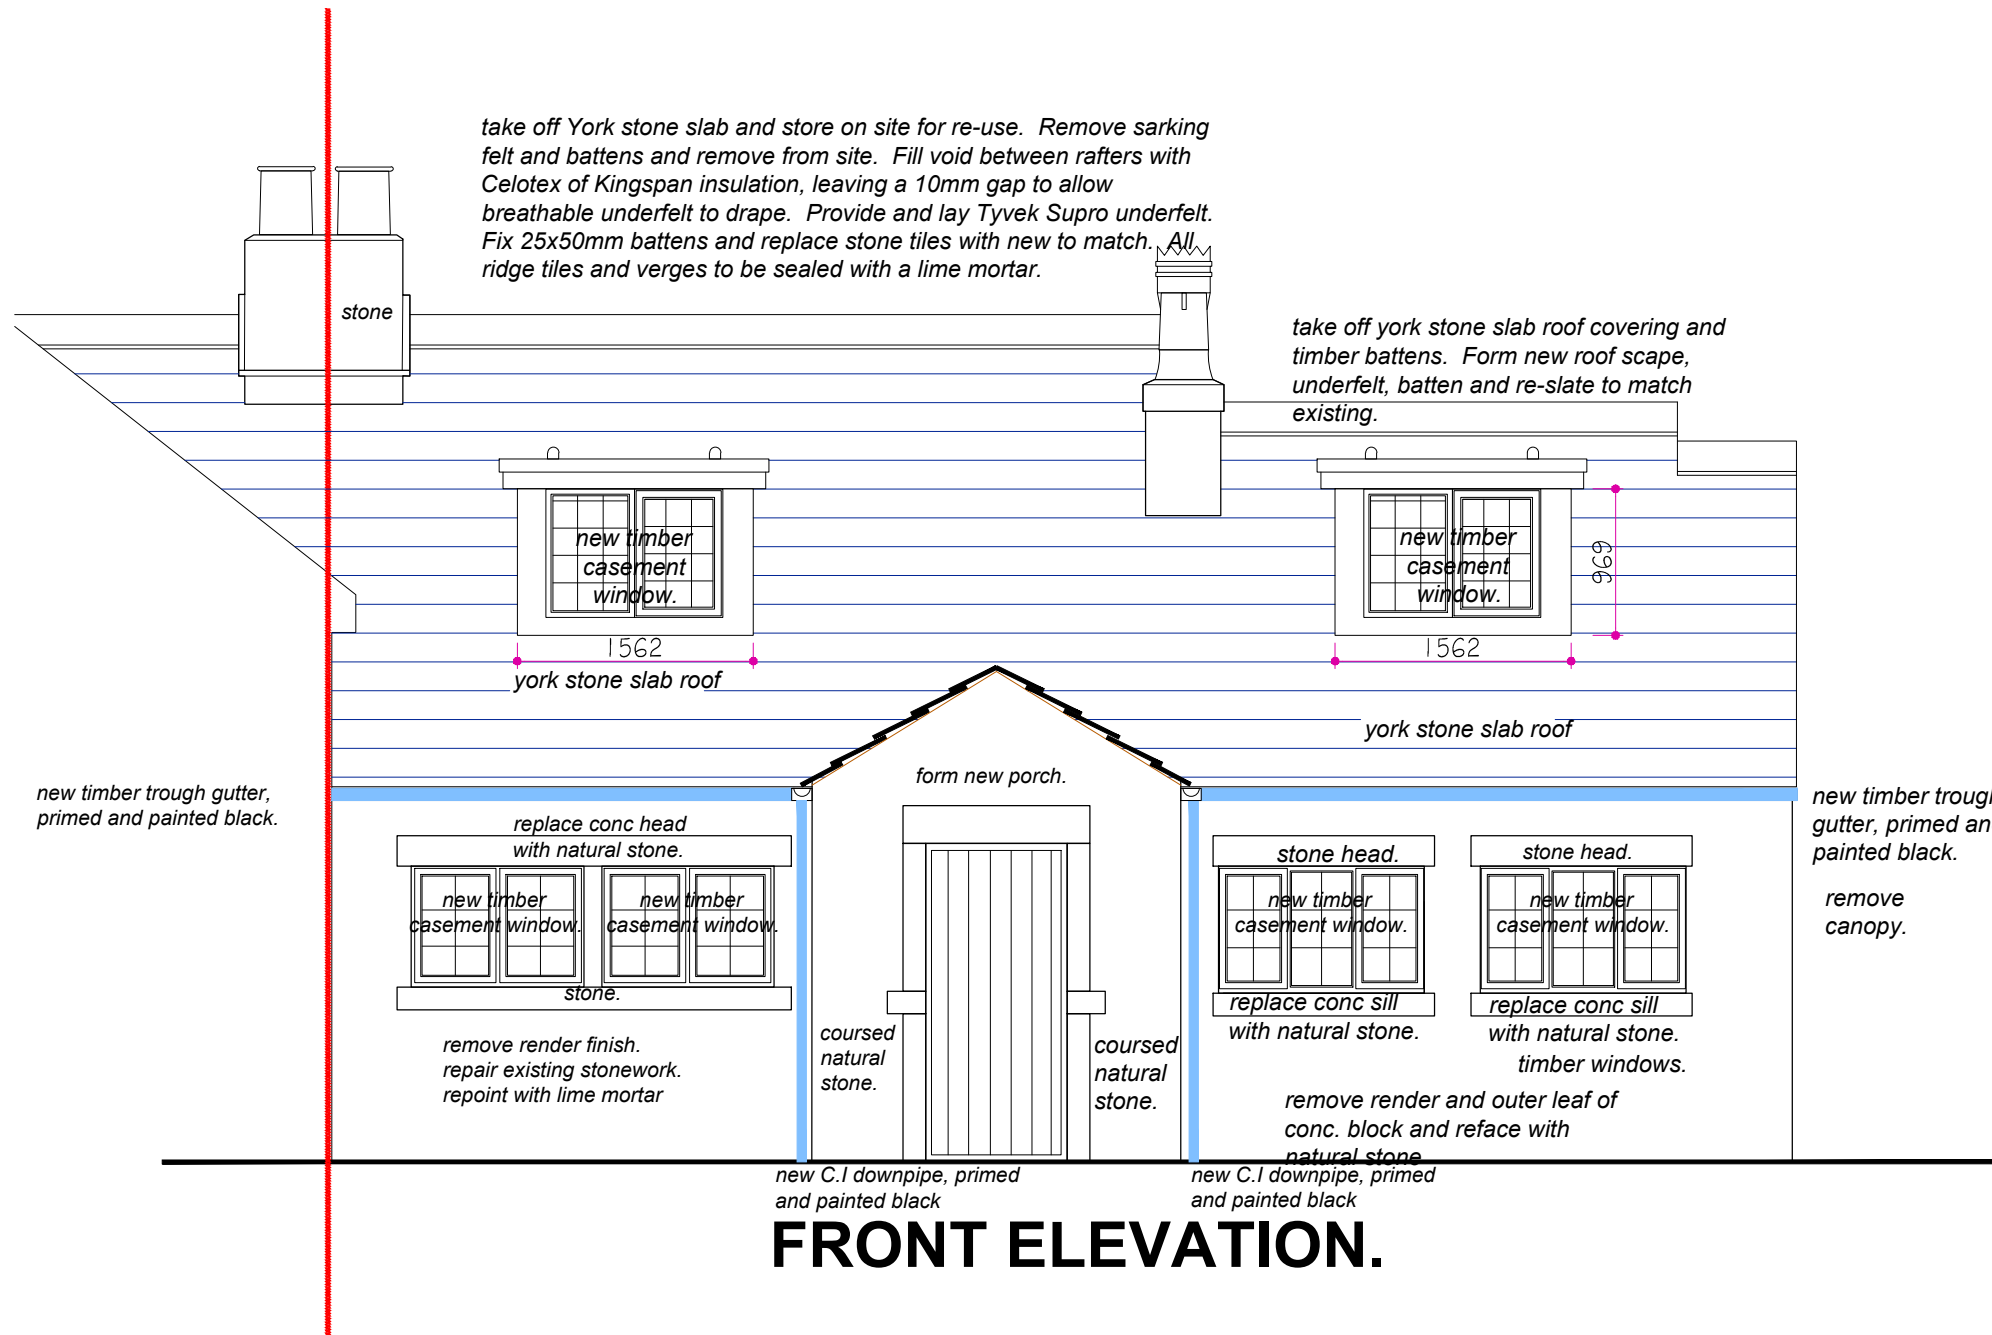 take off York stone slab and store on site for re-use. Remove sarking
felt and battens and remove from site. Fill void between rafters with
Celotex of Kingspan insulation, leaving a 10mm gap to allow
breathable underfelt to drape. Provide and lay Tyvek Supro underfelt.
Fix 25x50mm battens and replace stone tiles with new to match. All
ridge tiles and verges to be sealed with a lime mortar.
stone
take off york stone slab roof covering and
timber battens. Form new roof scape,
underfelt, batten and re-slate to match
existing.
new timber
casement
window.
new timber
casement
window.
969
1562
1562
york stone slab roof
york stone slab roof
form new porch.
new timber trough gutter,
primed and painted black.
new timber trough
gutter, primed an
painted black.
remove
canopy.
replace conc head
with natural stone.
stone head.
stone head.
new timber
casement window.
new timber
casement window.
new timber
casement window.
new timber
casement window.
stone.
replace conc sill
with natural stone.
replace conc sill
with natural stone.
timber windows.
remove render finish.
repair existing stonework.
repoint with lime mortar
coursed
natural
stone.
coursed
natural
stone.
remove render and outer leaf of
conc. block and reface with
natural stone
new C.I downpipe, primed
and painted black
new C.I downpipe, primed
and painted black
FRONT ELEVATION.